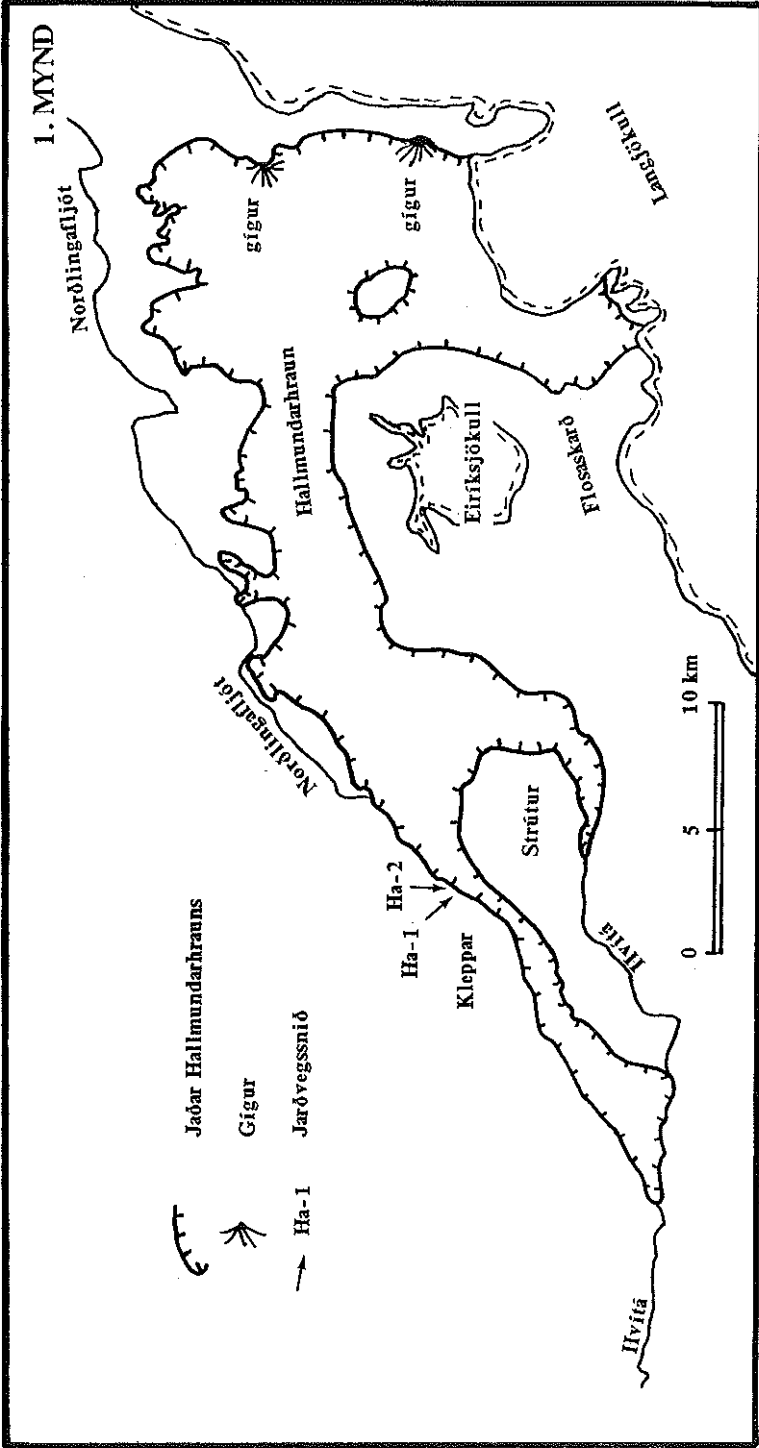 1. MYND
Norðlingafljót
gígur
gígur
Langjökull
Hallmundarhraun
Eiríksjökull
Flosaskarð
Norðlingafljót
Strútur
Ha-2
Ha-1
Kleppar
Hvítá
0 5 10 km
Jaðar Hallmundarhrauns
Gígur
Ha-1 Jarðvegssnið
Hvítá